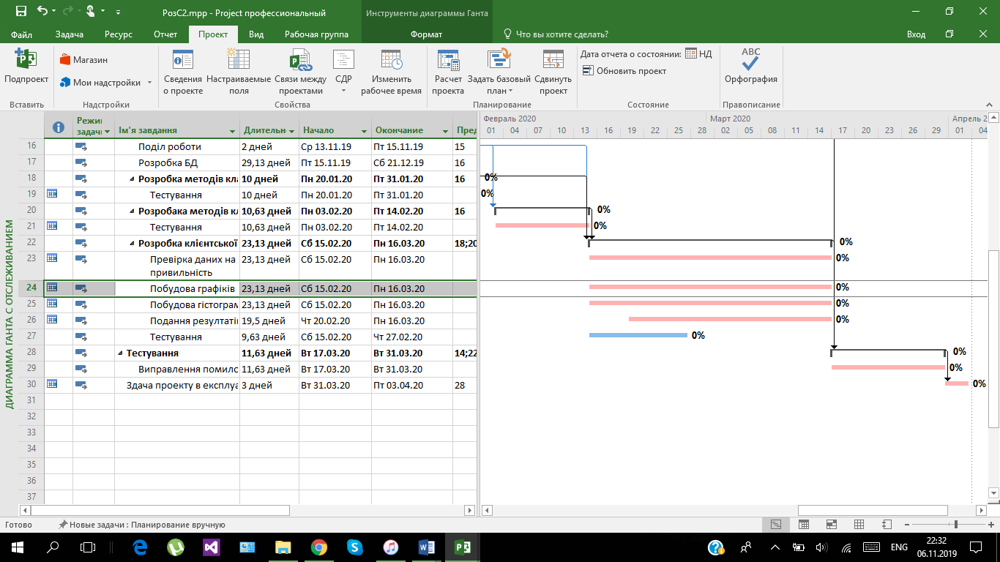 РозС2.mpp - Project профессиональный
Инструменты диаграммы Ганта
Файл Задача Ресурс Отчет Проект Вид Рабочая группа Формат Что вы хотите сделать? Вход
Подпроект
Магазин
Мои надстройки
Сведения о проекте
Настраиваемые поля
Связи между проектами
СДР
Изменить рабочее время
Расчет проекта
Задать базовый план
Сдвинуть проект
Дата отчета о состоянии: НД
Обновить проект
ABC
Орфография
Вставить Надстройки Свойства Планирование Состояние Правописание
ДИАГРАММА ГАНТА С ОТСЛЕЖИВАНИЕМ
Режим задачи Ім'я завдання Длительн Начало Окончание Пред
Февраль 2020 Март 2020 Апрель 2
01 04 07 10 13 16 19 22 25 28 02 05 08 11 14 17 20 23 26 29 01 04
16 Поділ роботи 2 дней Ср 13.11.19 Пт 15.11.19 15
17 Розробка БД 29,13 дней Пт 15.11.19 Сб 21.12.19 16
18 Розробка методів кла 10 дней Пн 20.01.20 Пт 31.01.20 16 0%
19 Тестування 10 дней Пн 20.01.20 Пт 31.01.20 0%
20 Розробака методів кл 10,63 дней Пн 03.02.20 Пт 14.02.20 16 0%
21 Тестування 10,63 дней Пн 03.02.20 Пт 14.02.20 0%
22 Розробка клієнтської 23,13 дней Сб 15.02.20 Пн 16.03.20 18;20 0%
23 Превірка даних на привильність 23,13 дней Сб 15.02.20 Пн 16.03.20 0%
24 Побудова графіків 23,13 дней Сб 15.02.20 Пн 16.03.20 0%
25 Побудова гістограм 23,13 дней Сб 15.02.20 Пн 16.03.20 0%
26 Подання результаті 19,5 дней Чт 20.02.20 Пн 16.03.20 0%
27 Тестування 9,63 дней Сб 15.02.20 Чт 27.02.20 0%
28 Тестування 11,63 дней Вт 17.03.20 Вт 31.03.20 14;22 0%
29 Виправлення помило 11,63 дней Вт 17.03.20 Вт 31.03.20 0%
30 Здача проекту в експлуа 3 дней Вт 31.03.20 Пт 03.04.20 28 0%
31
32
33
34
35
36
37
Готово Новые задачи : Планирование вручную
ENG
22:32
06.11.2019